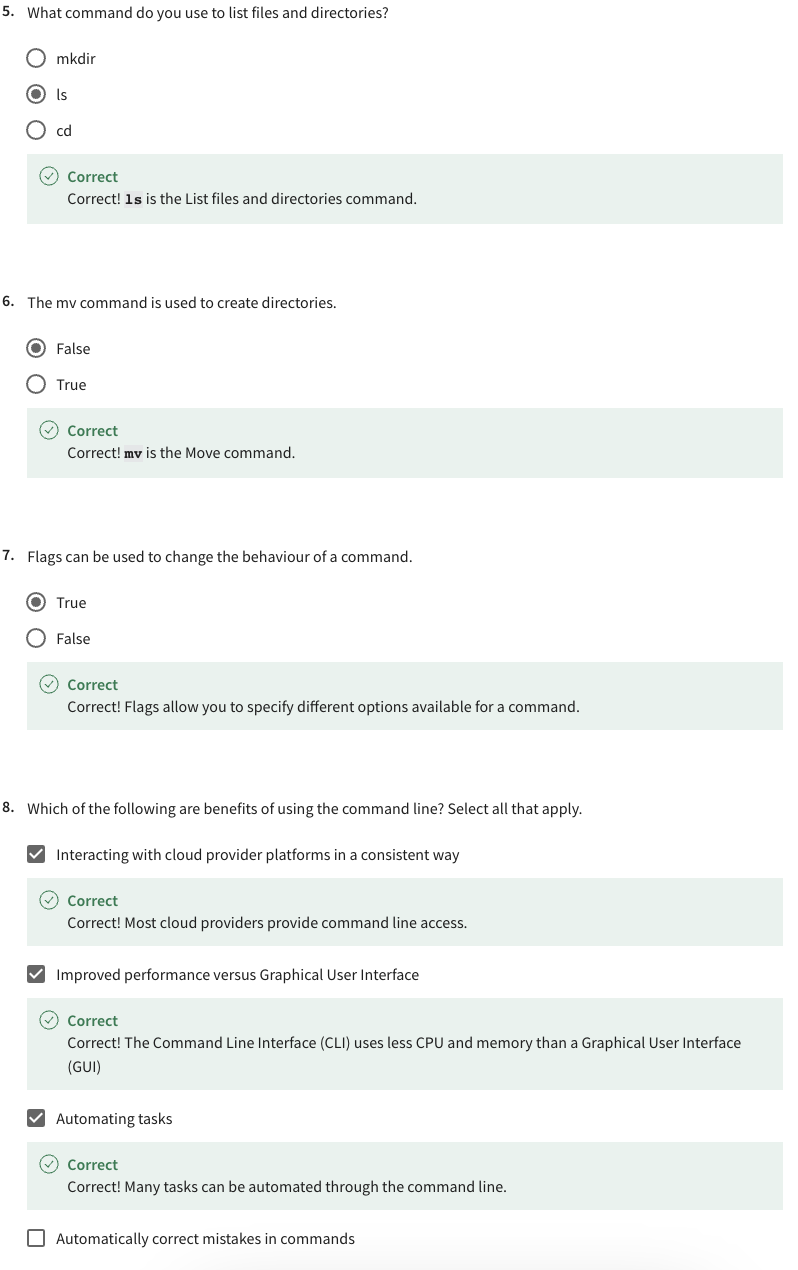 5. What command do you use to list files and directories?
mkdir
ls
cd
Correct
Correct! ls is the List files and directories command.
6. The mv command is used to create directories.
False
True
Correct
Correct! mv is the Move command.
7. Flags can be used to change the behaviour of a command.
True
False
Correct
Correct! Flags allow you to specify different options available for a command.
8. Which of the following are benefits of using the command line? Select all that apply.
Interacting with cloud provider platforms in a consistent way
Correct
Correct! Most cloud providers provide command line access.
Improved performance versus Graphical User Interface
Correct
Correct! The Command Line Interface (CLI) uses less CPU and memory than a Graphical User Interface
(GUI)
Automating tasks
Correct
Correct! Many tasks can be automated through the command line.
Automatically correct mistakes in commands